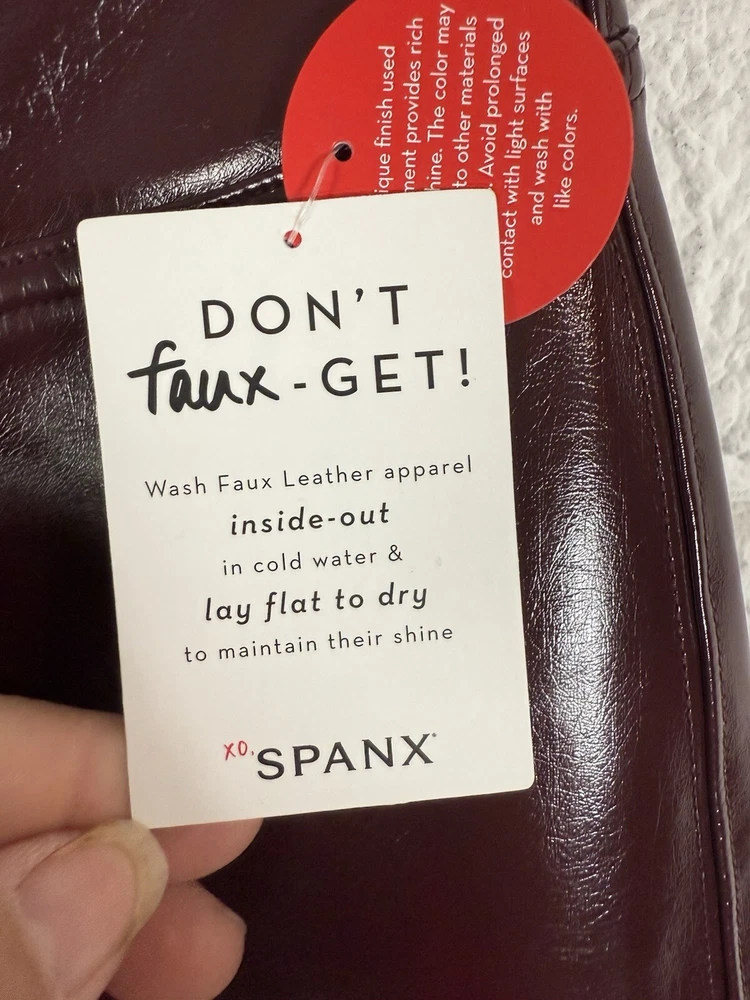 ique finish used
ment provides rich
hine. The color may
to other materials
. Avoid prolonged
contact with light surfaces
and wash with
like colors.
DON'T
faux-GET!
Wash Faux Leather apparel
inside-out
in cold water &
lay flat to dry
to maintain their shine
XO, SPANX